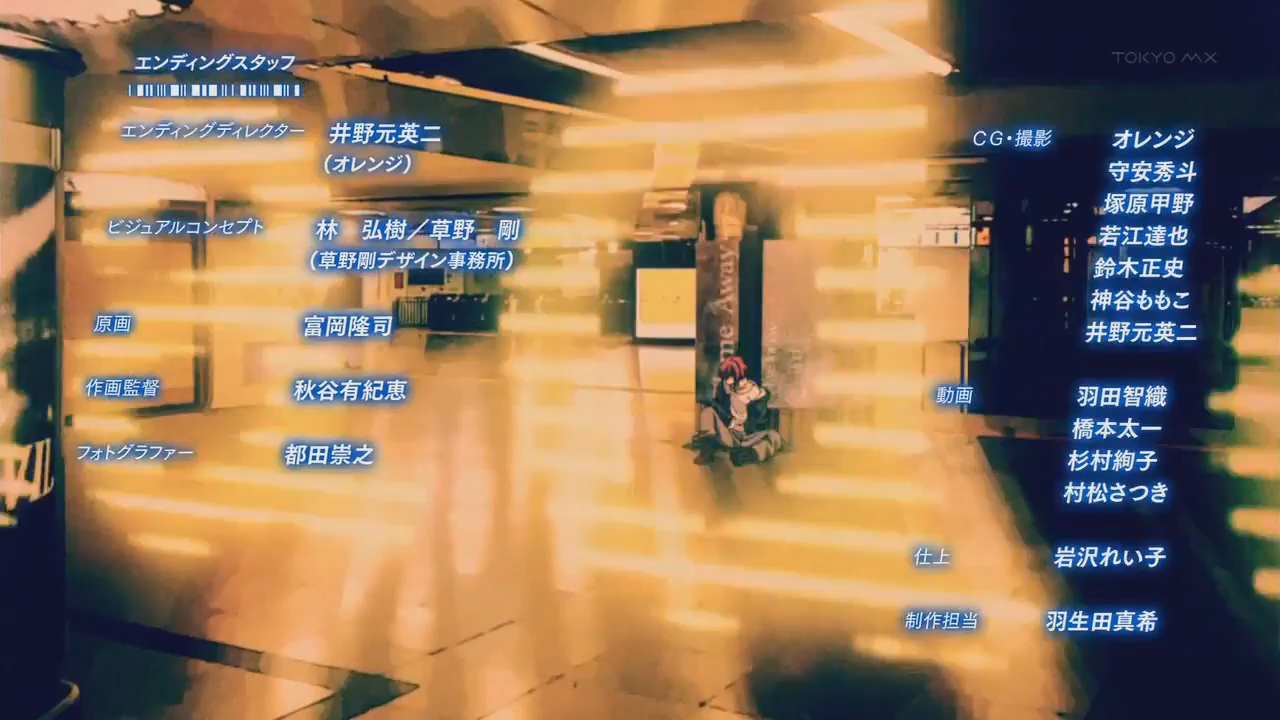 エンディングスタッフ
エンディングディレクター 井野元英二
(オレンジ)
ビジュアルコンセプト 林　弘樹／草野　剛
(草野剛デザイン事務所)
原画 富岡隆司
作画監督 秋谷有紀恵
フォトグラファー 都田崇之
TOKYO MX
CG・撮影 オレンジ
守安秀斗
塚原甲野
若江達也
鈴木正史
神谷ももこ
井野元英二
動画 羽田智織
橋本太一
杉村絢子
村松さつき
仕上 岩沢れい子
制作担当 羽生田真希
Away